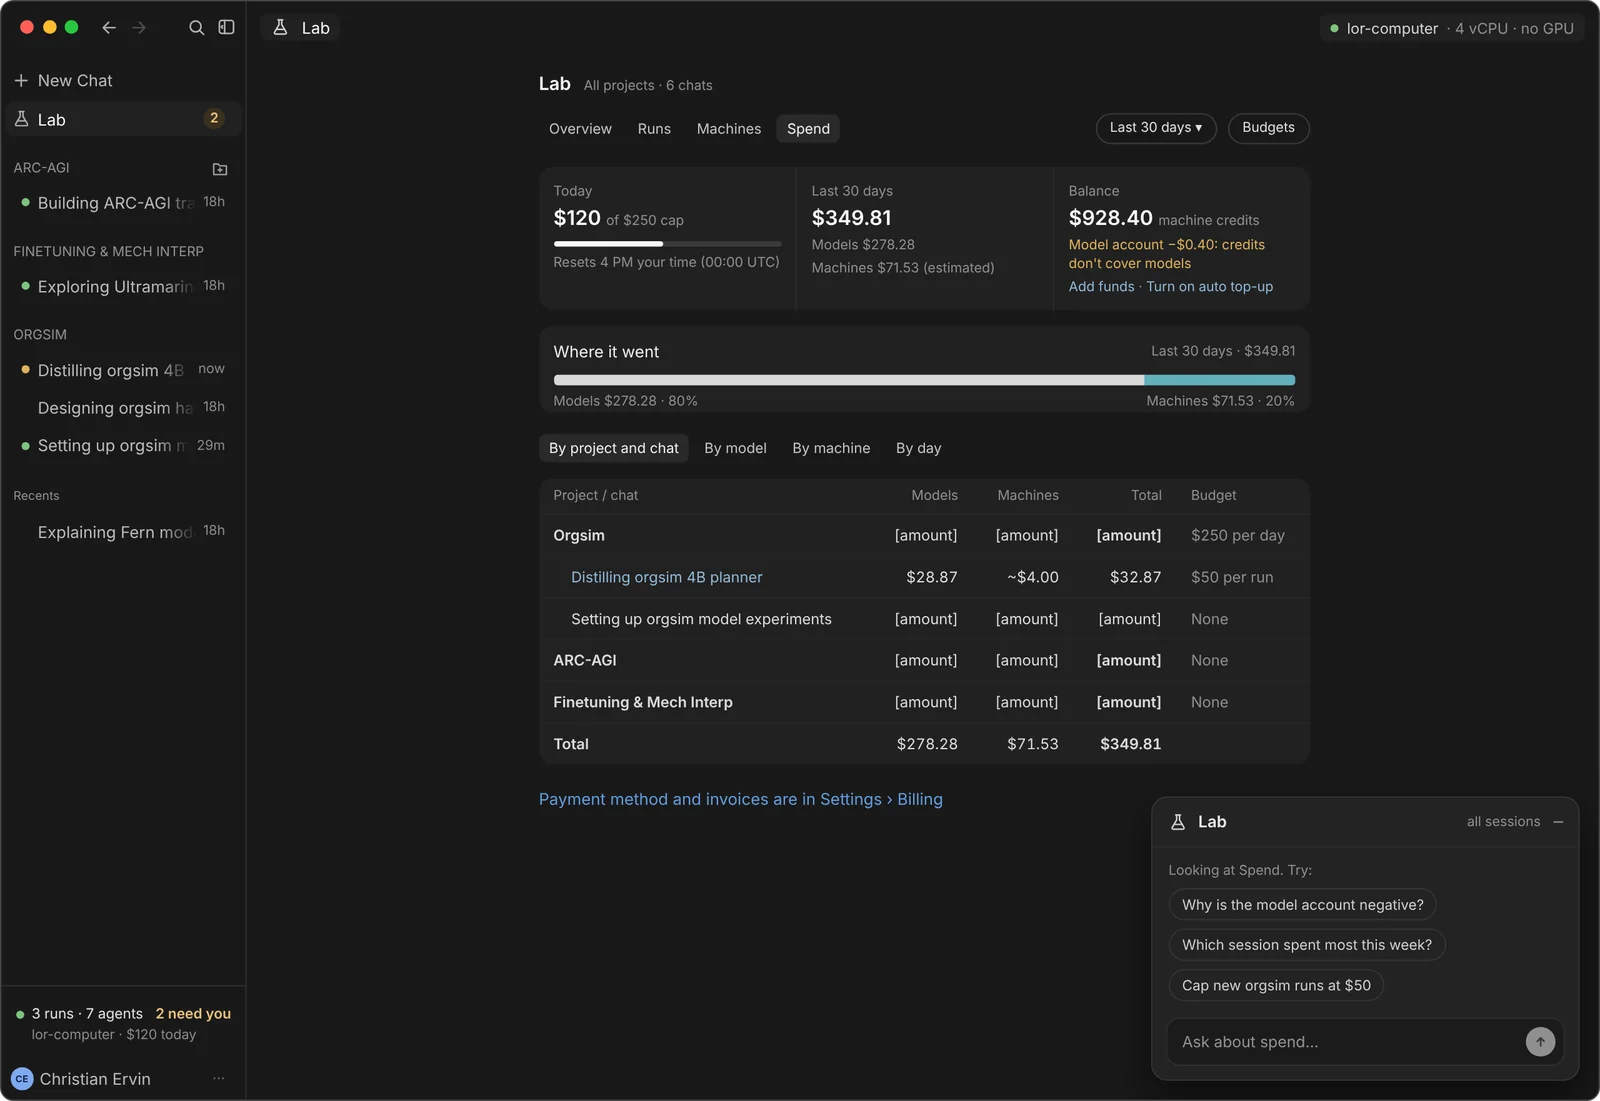 Lab
lor-computer · 4 vCPU · no GPU
New Chat
Lab 2
ARC-AGI
Building ARC-AGI tra 18h
FINETUNING & MECH INTERP
Exploring Ultramarin 18h
ORGSIM
Distilling orgsim 4B now
Designing orgsim ha 18h
Setting up orgsim m 29m
Recents
Explaining Fern mod 18h
3 runs · 7 agents 2 need you
lor-computer · $120 today
CE Christian Ervin ···
Lab All projects · 6 chats
Overview Runs Machines Spend Last 30 days ▾ Budgets
Today
$120 of $250 cap
Resets 4 PM your time (00:00 UTC)
Last 30 days
$349.81
Models $278.28
Machines $71.53 (estimated)
Balance
$928.40 machine credits
Model account −$0.40: credits
don't cover models
Add funds · Turn on auto top-up
Where it went Last 30 days · $349.81
Models $278.28 · 80% Machines $71.53 · 20%
By project and chat By model By machine By day
Project / chat Models Machines Total Budget
Orgsim [amount] [amount] [amount] $250 per day
Distilling orgsim 4B planner $28.87 ~$4.00 $32.87 $50 per run
Setting up orgsim model experiments [amount] [amount] [amount] None
ARC-AGI [amount] [amount] [amount] None
Finetuning & Mech Interp [amount] [amount] [amount] None
Total $278.28 $71.53 $349.81
Payment method and invoices are in Settings › Billing
Lab all sessions
Looking at Spend. Try:
Why is the model account negative?
Which session spent most this week?
Cap new orgsim runs at $50
Ask about spend...